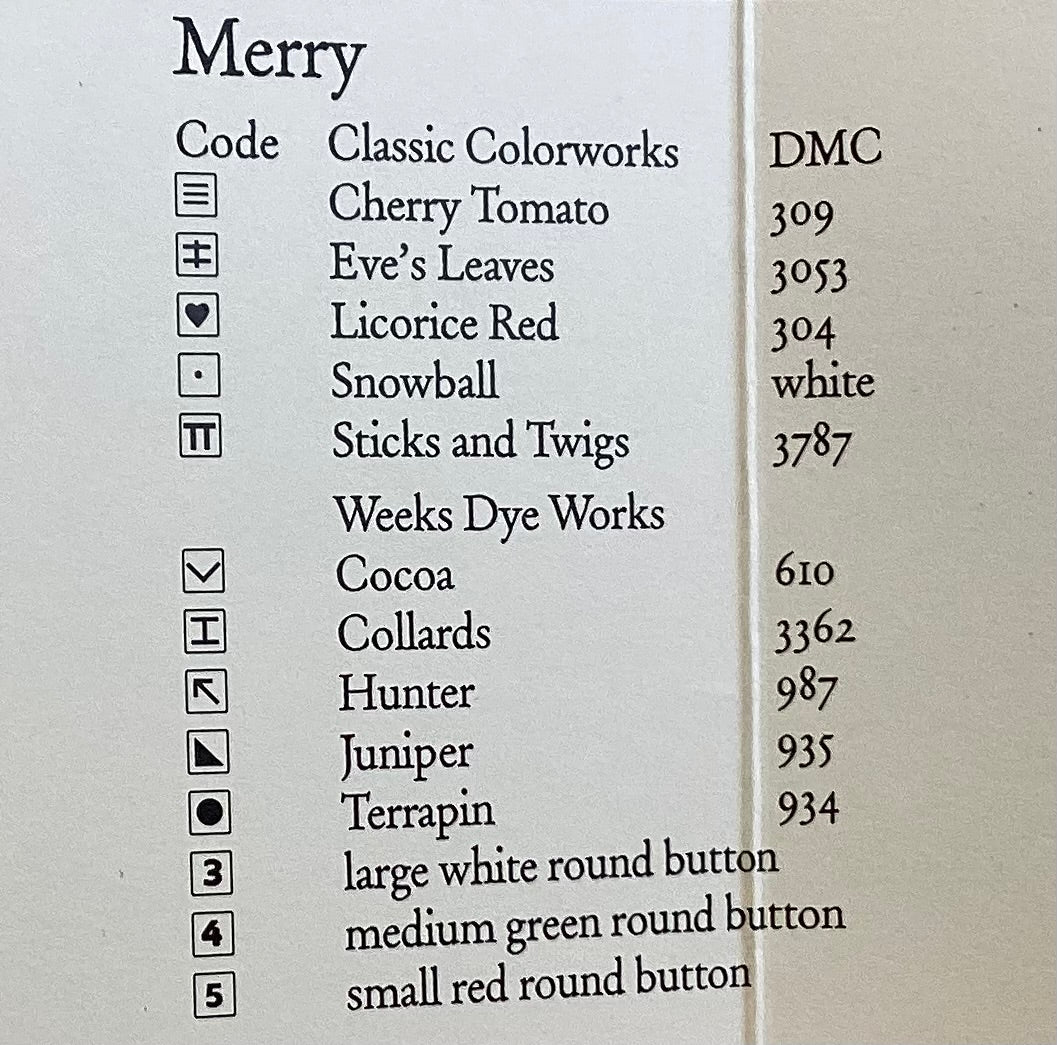 Merry
Code Classic Colorworks DMC
Cherry Tomato 309
Eve's Leaves 3053
Licorice Red 304
Snowball white
Sticks and Twigs 3787
Weeks Dye Works
Cocoa 610
Collards 3362
Hunter 987
Juniper 935
Terrapin 934
3 large white round button
4 medium green round button
5 small red round button